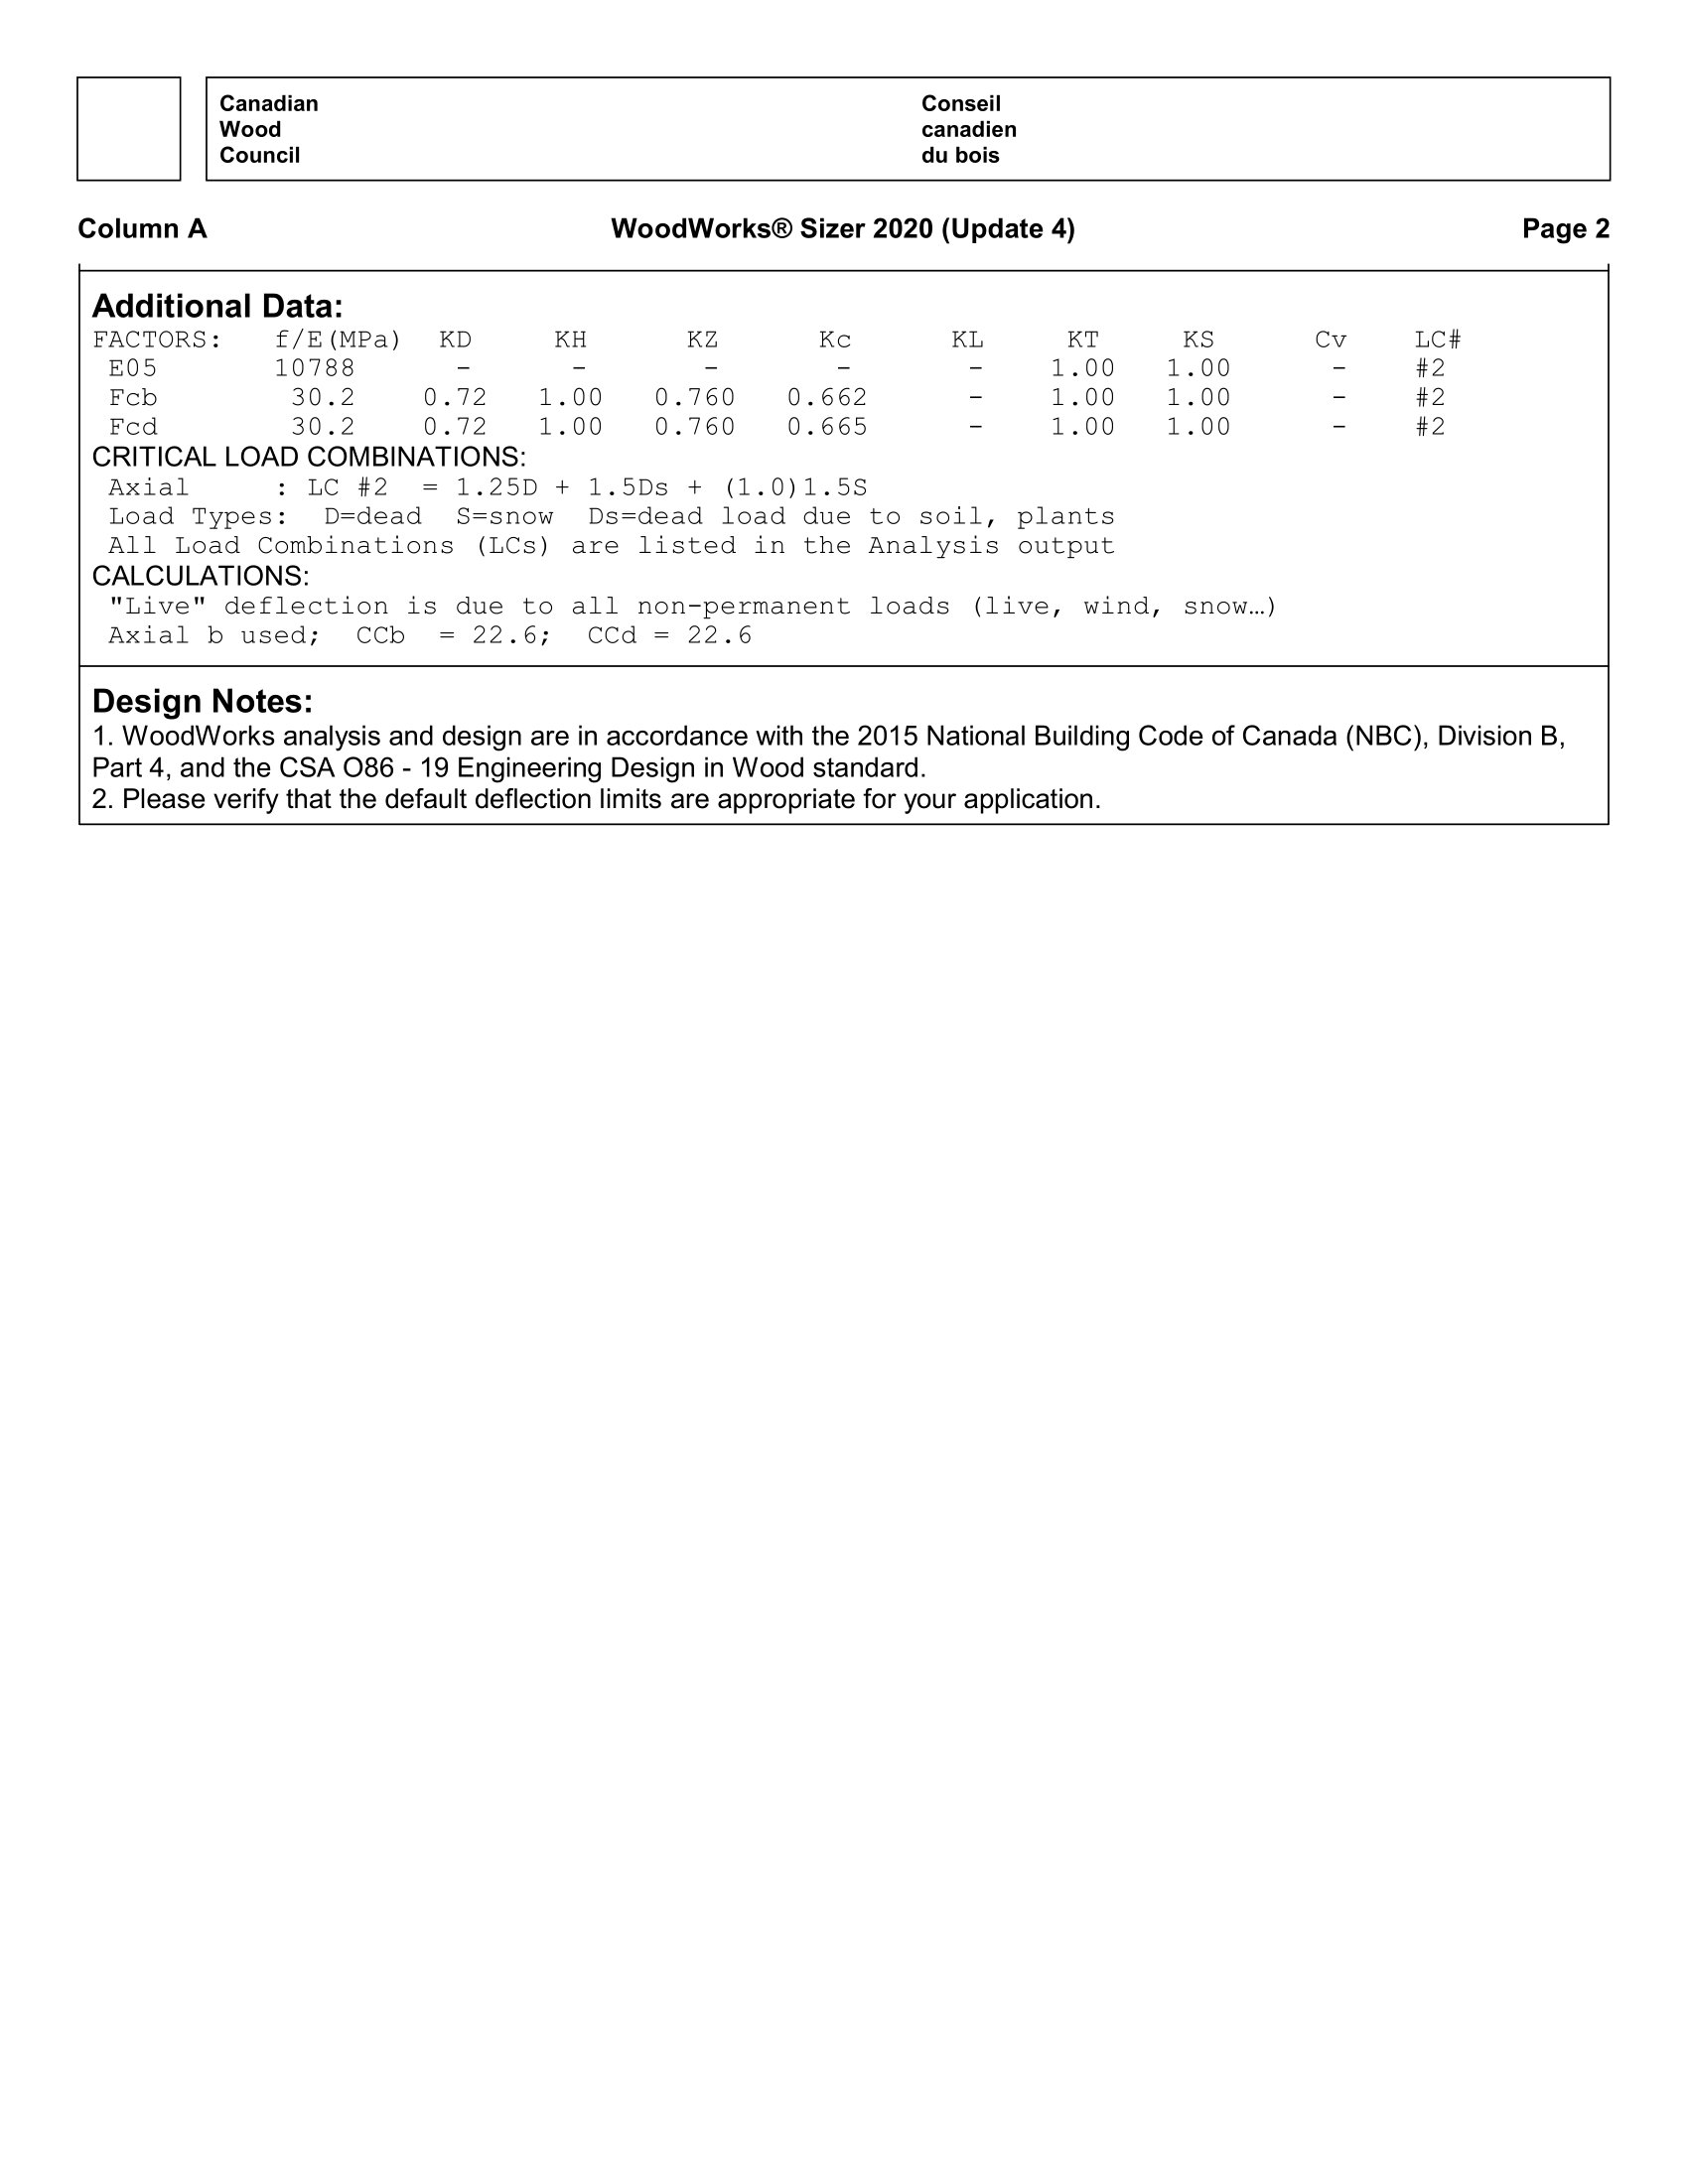 Canadian
Wood
Council
Conseil
canadien
du bois
Column A WoodWorks® Sizer 2020 (Update 4) Page 2
Additional Data:
FACTORS: f/E(MPa) KD KH KZ Kc KL KT KS Cv LC#
E05 10788 - - - - - 1.00 1.00 - #2
Fcb 30.2 0.72 1.00 0.760 0.662 - 1.00 1.00 - #2
Fcd 30.2 0.72 1.00 0.760 0.665 - 1.00 1.00 - #2
CRITICAL LOAD COMBINATIONS:
Axial : LC #2 = 1.25D + 1.5Ds + (1.0)1.5S
Load Types: D=dead S=snow Ds=dead load due to soil, plants
All Load Combinations (LCs) are listed in the Analysis output
CALCULATIONS:
"Live" deflection is due to all non-permanent loads (live, wind, snow…)
Axial b used; CCb = 22.6; CCd = 22.6
Design Notes:
1. WoodWorks analysis and design are in accordance with the 2015 National Building Code of Canada (NBC), Division B,
Part 4, and the CSA O86 - 19 Engineering Design in Wood standard.
2. Please verify that the default deflection limits are appropriate for your application.